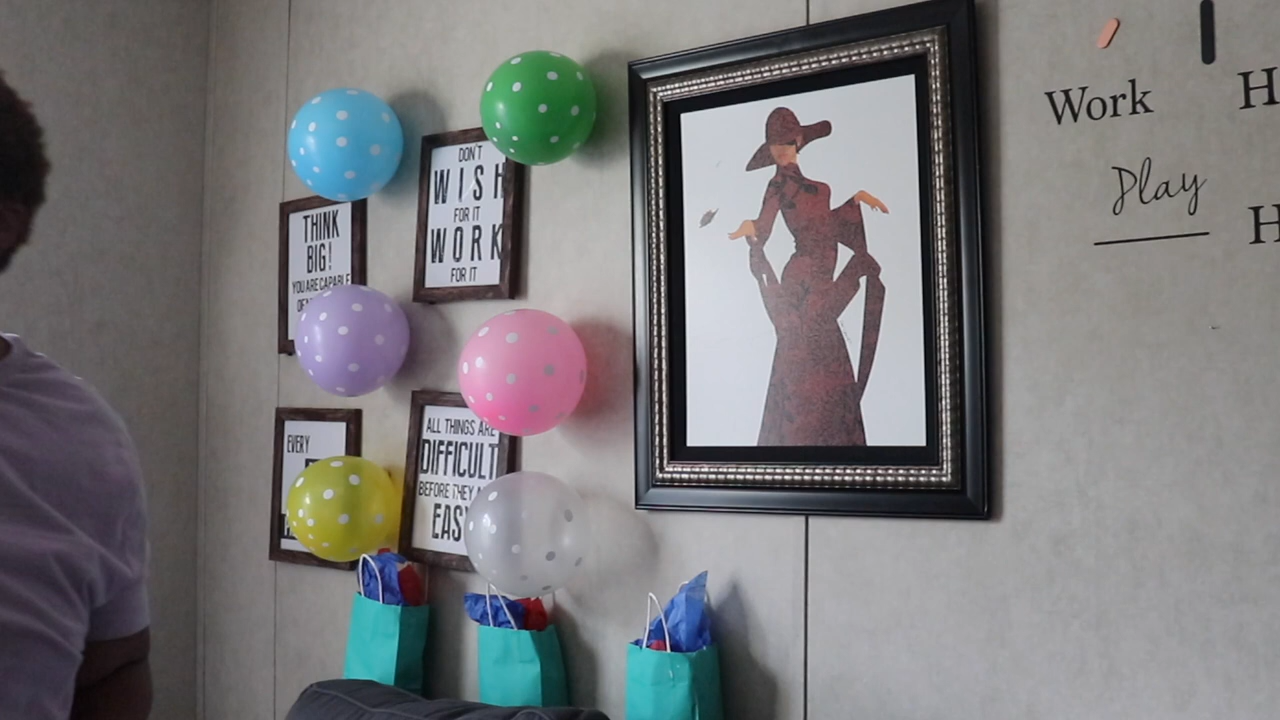 DON'T
WISH
FOR IT
WORK
FOR IT
THINK
BIG!
YOU ARE CAPABLE
EVERY
ALL THINGS ARE
DIFFICULT
BEFORE THEY
EASY
Work
Play
H
H